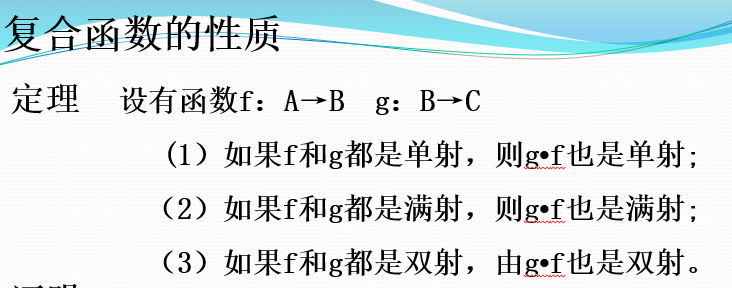 复合函数的性质
定理 设有函数f：A→B g：B→C
(1）如果f和g都是单射，则g•f也是单射;
（2）如果f和g都是满射，则g•f也是满射;
（3）如果f和g都是双射，由g•f也是双射。